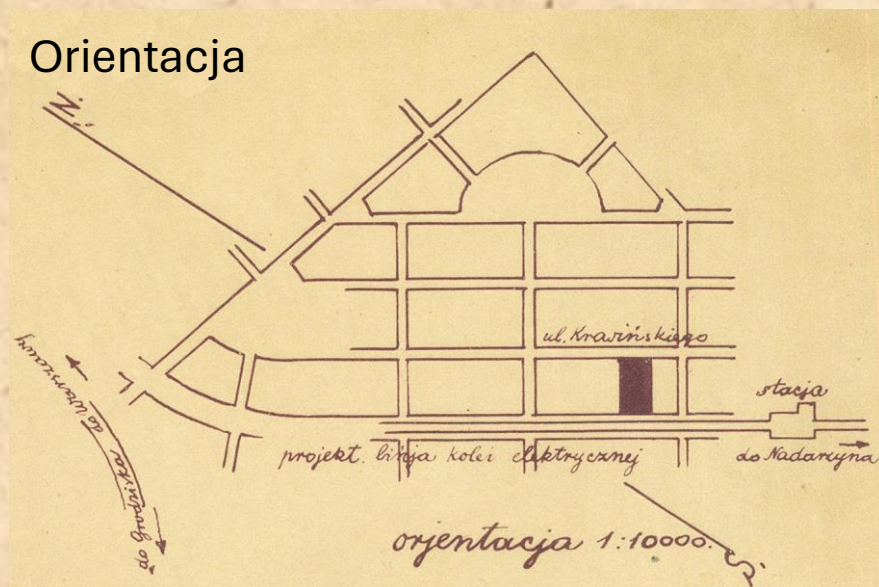 Orientacja
N.
ul. Krasińskiego
do Warszawy
stacja
projekt. linja kolei elektrycznej
do Nadarzyna
do Grodziska
orjentacja 1:10000.
S.